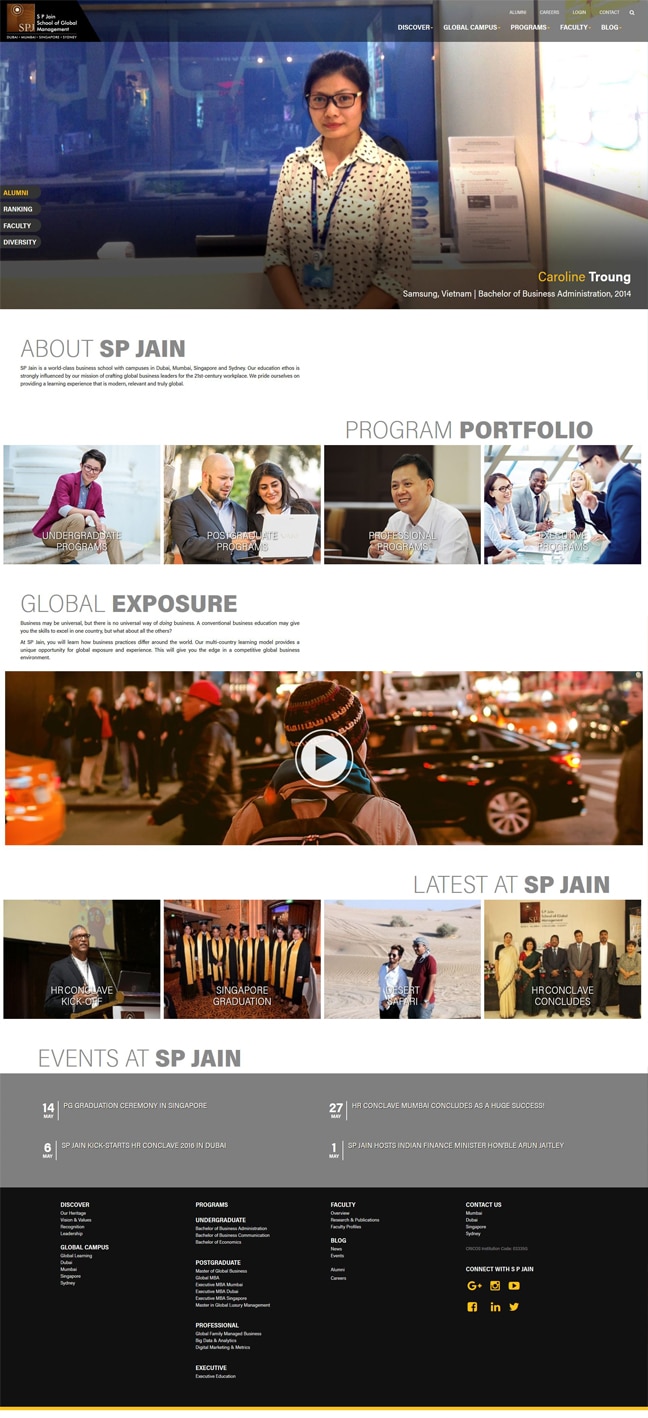 S P Jain
School of Global
Management
SPJ
DUBAI • MUMBAI • SINGAPORE • SYDNEY
ALUMNI CAREERS LOGIN CONTACT
DISCOVER GLOBAL CAMPUS PROGRAMS FACULTY BLOG
ALUMNI
RANKING
FACULTY
DIVERSITY
Caroline Troung
Samsung, Vietnam | Bachelor of Business Administration, 2014
ABOUT SP JAIN
SP Jain is a world-class business school with campuses in Dubai, Mumbai, Singapore and Sydney. Our education ethos is
strongly influenced by our mission of crafting global business leaders for the 21st-century workplace. We pride ourselves on
providing a learning experience that is modern, relevant and truly global.
PROGRAM PORTFOLIO
UNDERGRADUATE
PROGRAMS
POSTGRADUATE
PROGRAMS
PROFESSIONAL
PROGRAMS
EXECUTIVE
PROGRAMS
GLOBAL EXPOSURE
Business may be universal, but there is no universal way of doing business. A conventional business education may give
you the skills to excel in one country, but what about all the others?
At SP Jain, you will learn how business practices differ around the world. Our multi-country learning model provides a
unique opportunity for global exposure and experience. This will give you the edge in a competitive global business
environment.
LATEST AT SP JAIN
HR CONCLAVE
KICK-OFF
SINGAPORE
GRADUATION
DESERT
SAFARI
S P Jain
School of Global
Management
HR CONCLAVE
CONCLUDES
EVENTS AT SP JAIN
14 MAY PG GRADUATION CEREMONY IN SINGAPORE
27 MAY HR CONCLAVE MUMBAI CONCLUDES AS A HUGE SUCCESS!
6 MAY SP JAIN KICK-STARTS HR CONCLAVE 2016 IN DUBAI
1 MAY SP JAIN HOSTS INDIAN FINANCE MINISTER HON'BLE ARUN JAITLEY
DISCOVER
Our Heritage
Vision & Values
Recognition
Leadership
GLOBAL CAMPUS
Global Learning
Dubai
Mumbai
Singapore
Sydney
PROGRAMS
UNDERGRADUATE
Bachelor of Business Administration
Bachelor of Business Communication
Bachelor of Economics
POSTGRADUATE
Master of Global Business
Global MBA
Executive MBA Mumbai
Executive MBA Dubai
Executive MBA Singapore
Master in Global Luxury Management
PROFESSIONAL
Global Family Managed Business
Big Data & Analytics
Digital Marketing & Metrics
EXECUTIVE
Executive Education
FACULTY
Overview
Research & Publications
Faculty Profiles
BLOG
News
Events
Alumni
Careers
CONTACT US
Mumbai
Dubai
Singapore
Sydney
CRICOS Institution Code:
CONNECT WITH S P JAIN